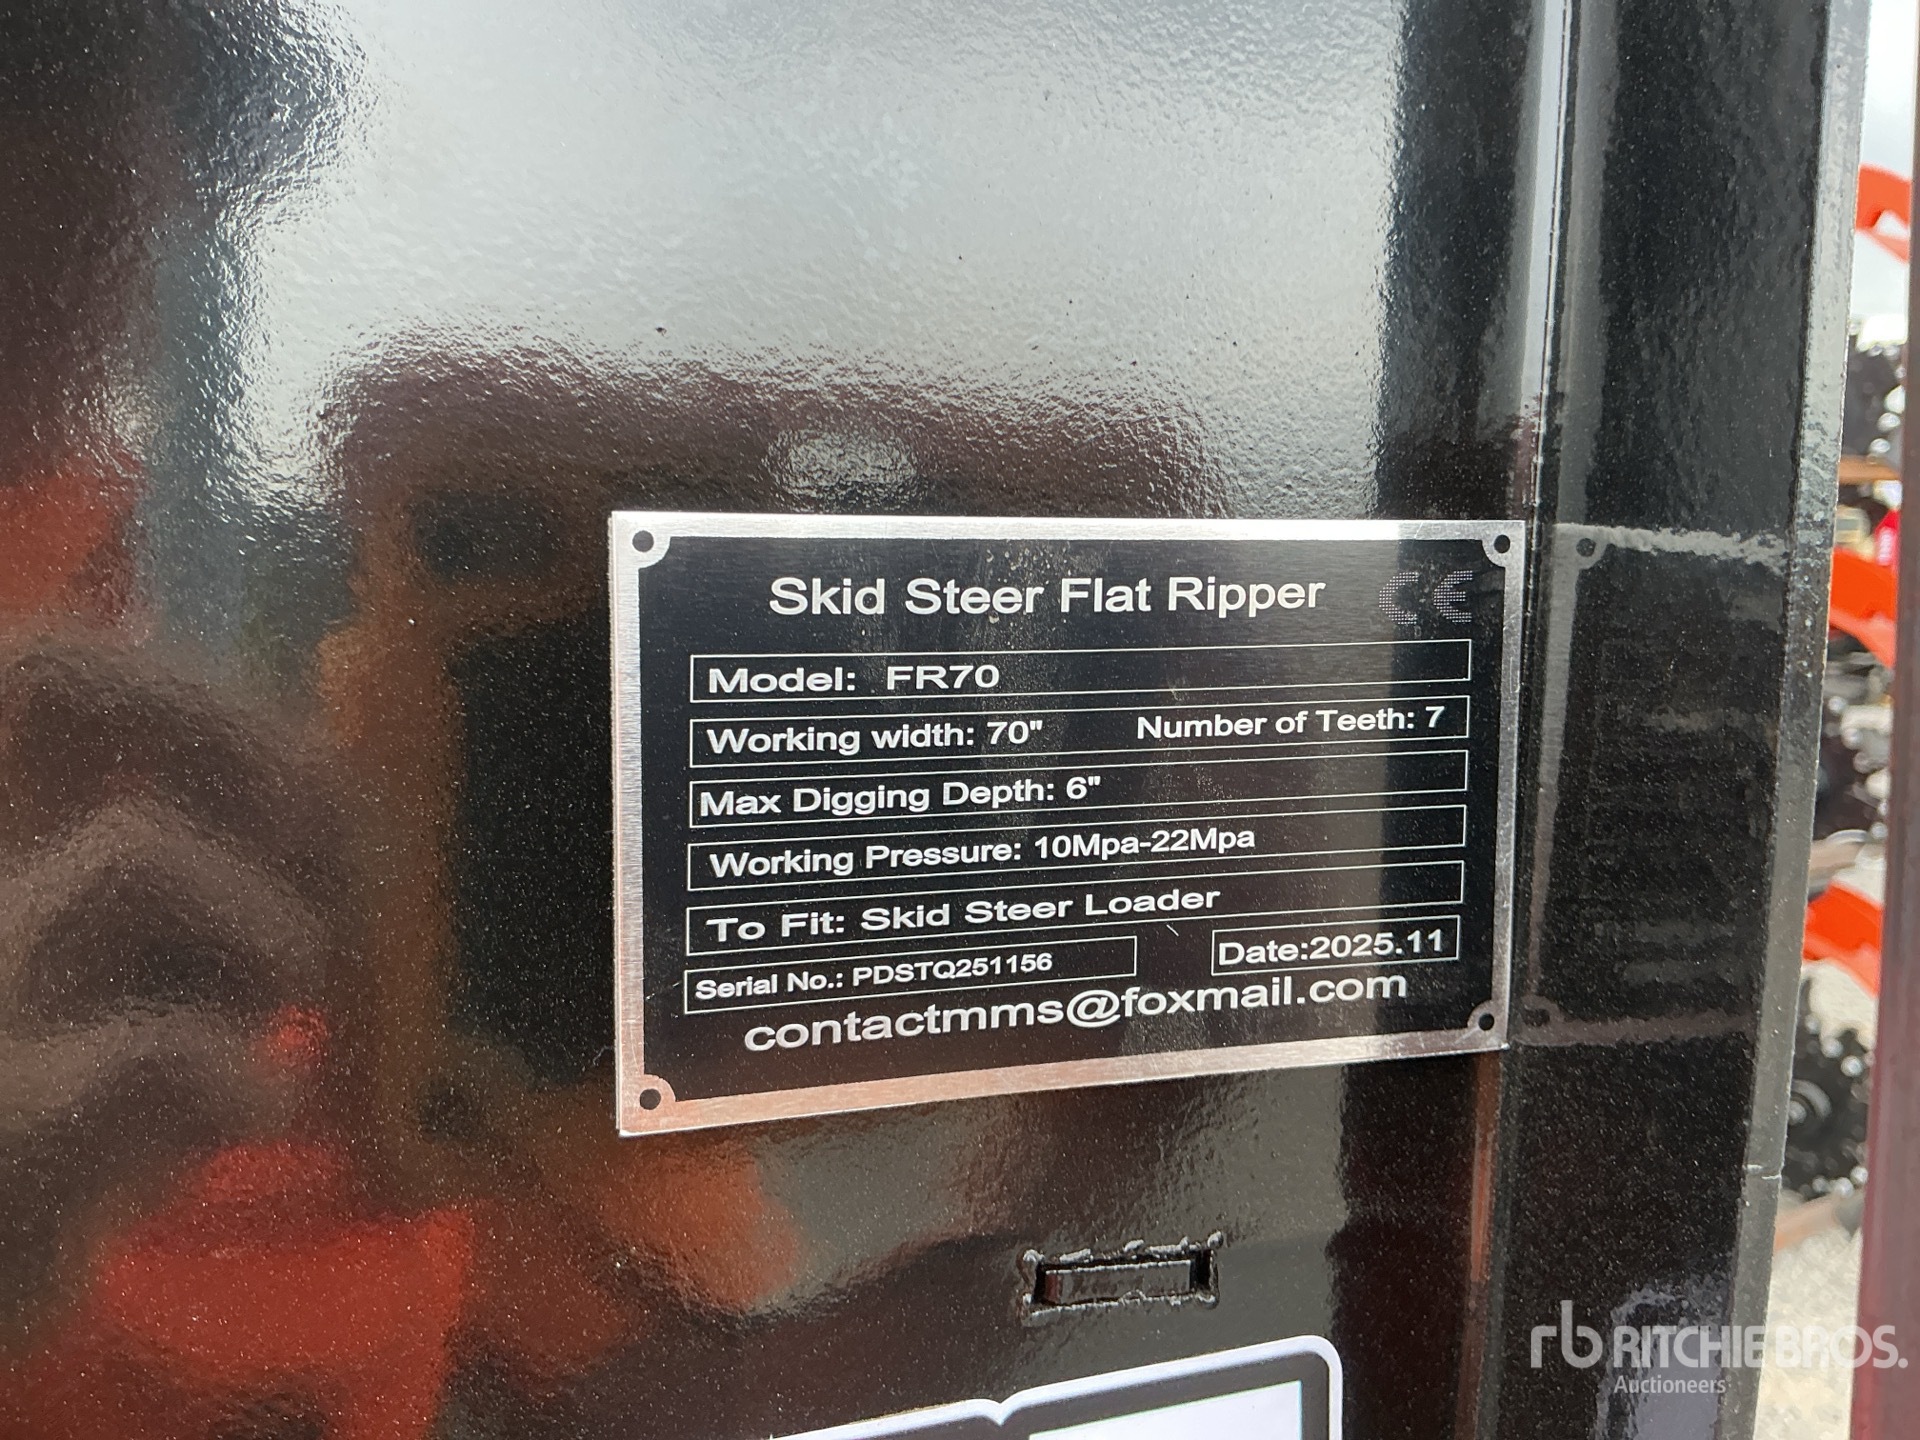 Skid Steer Flat Ripper CE
Model: FR70
Working width: 70" Number of Teeth: 7
Max Digging Depth: 6"
Working Pressure: 10Mpa-22Mpa
To Fit: Skid Steer Loader
Serial No.: PDSTQ251156 Date:2025.11
contactmms@foxmail.com
rb RITCHIE BROS.
Auctioneers